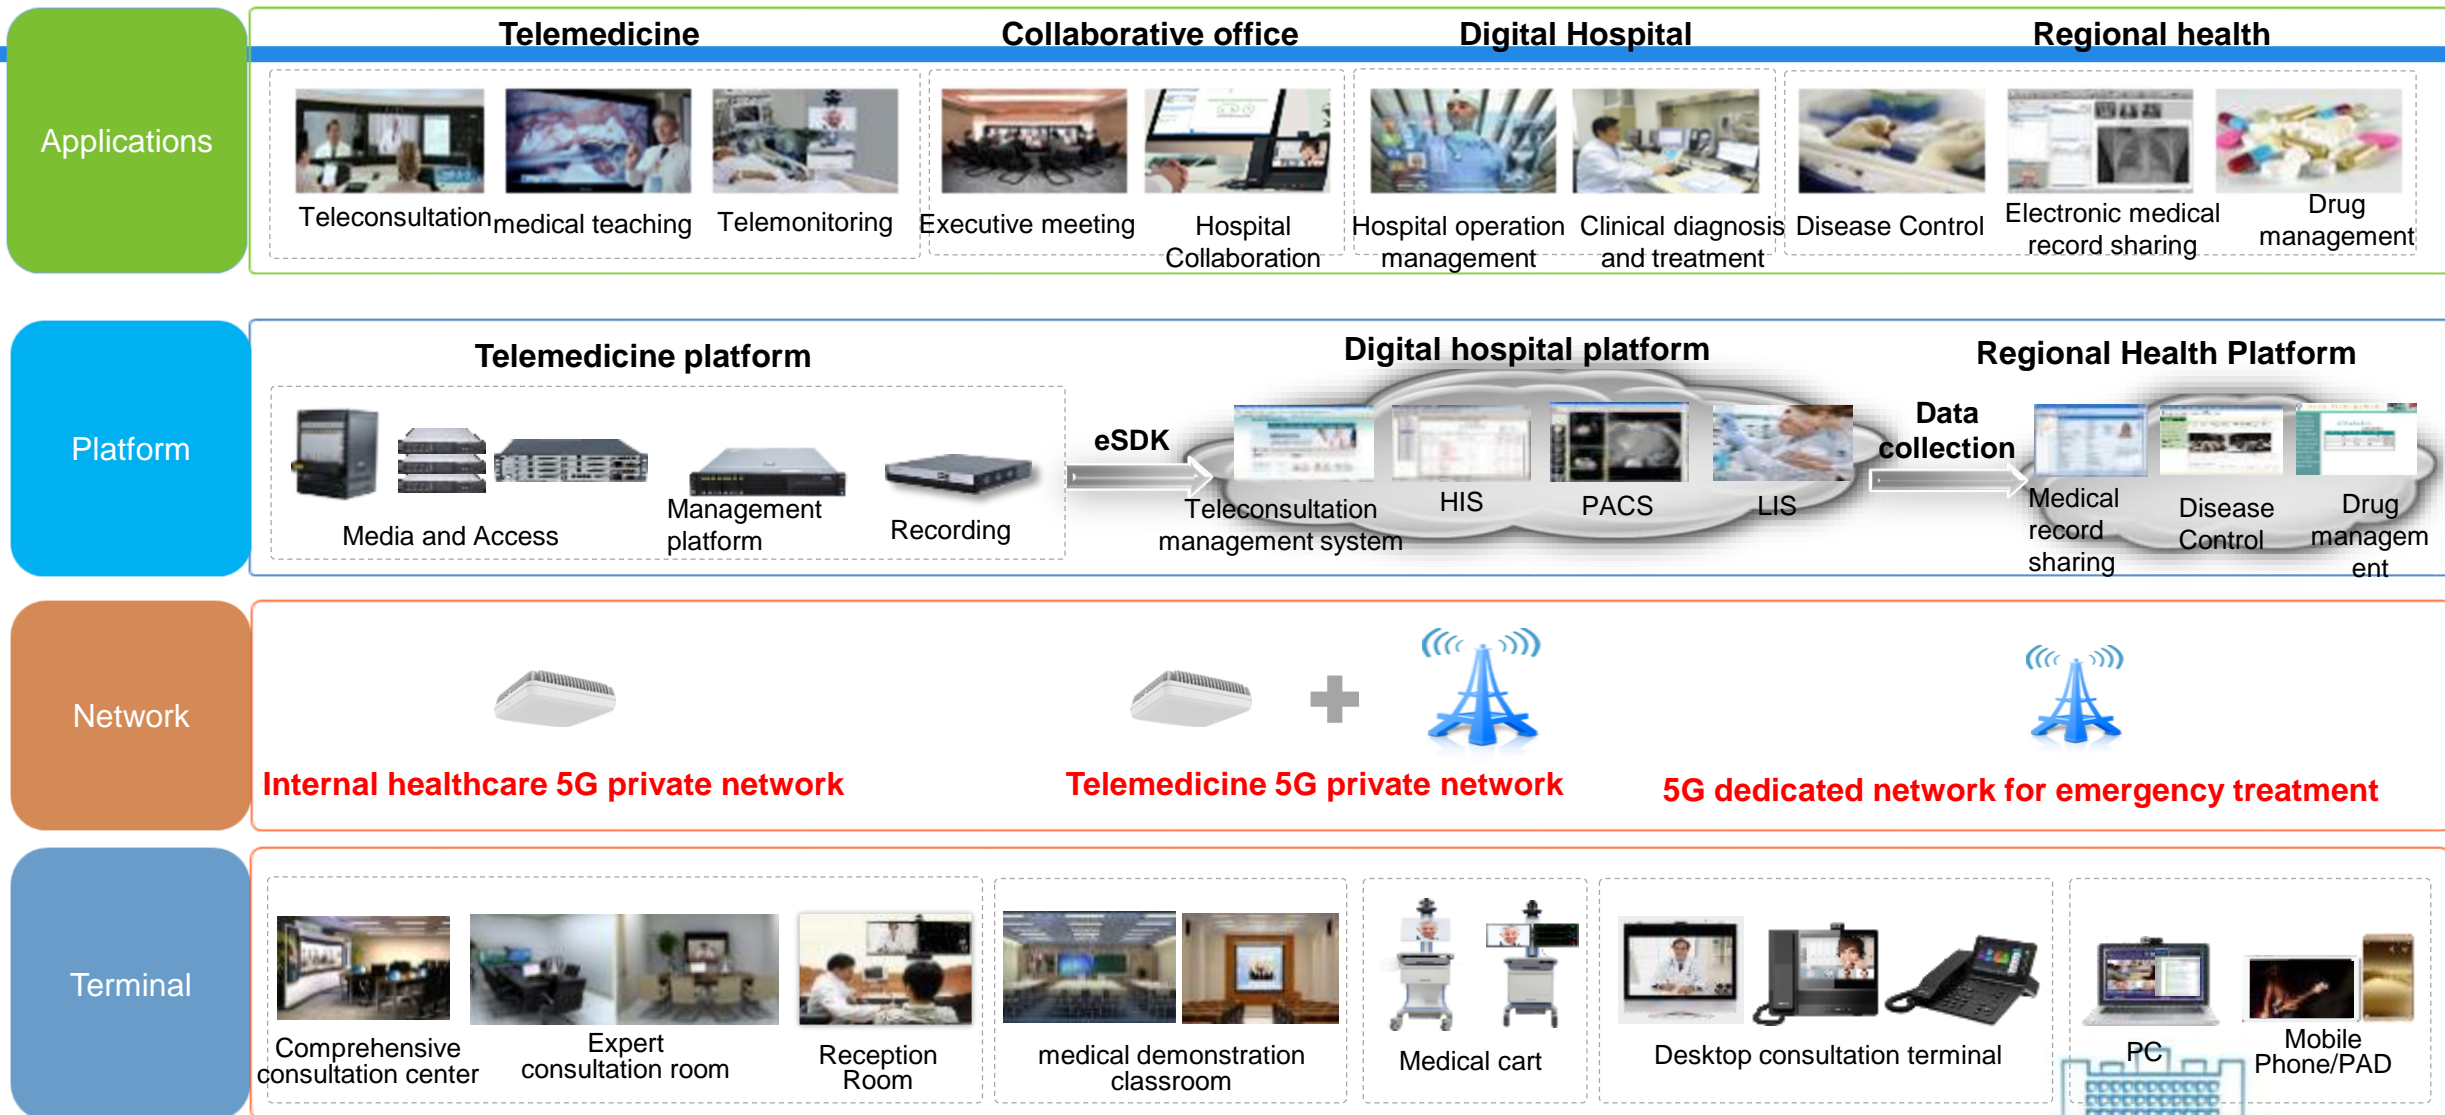 Telemedicine
Collaborative office
Digital Hospital
Regional health
Applications
Teleconsultation
medical teaching
Telemonitoring
Executive meeting
Hospital
Collaboration
Hospital operation
management
Clinical diagnosis
and treatment
Disease Control
Electronic medical
record sharing
Drug
management
Platform
Telemedicine platform
Digital hospital platform
Regional Health Platform
Media and Access
Management
platform
Recording
eSDK
Teleconsultation
management system
HIS
PACS
LIS
Data
collection
Medical
record
sharing
Disease
Control
Drug
managem
ent
Network
Internal healthcare 5G private network
Telemedicine 5G private network
5G dedicated network for emergency treatment
Terminal
Comprehensive
consultation center
Expert
consultation room
Reception
Room
medical demonstration
classroom
Medical cart
Desktop consultation terminal
PC
Mobile
Phone/PAD